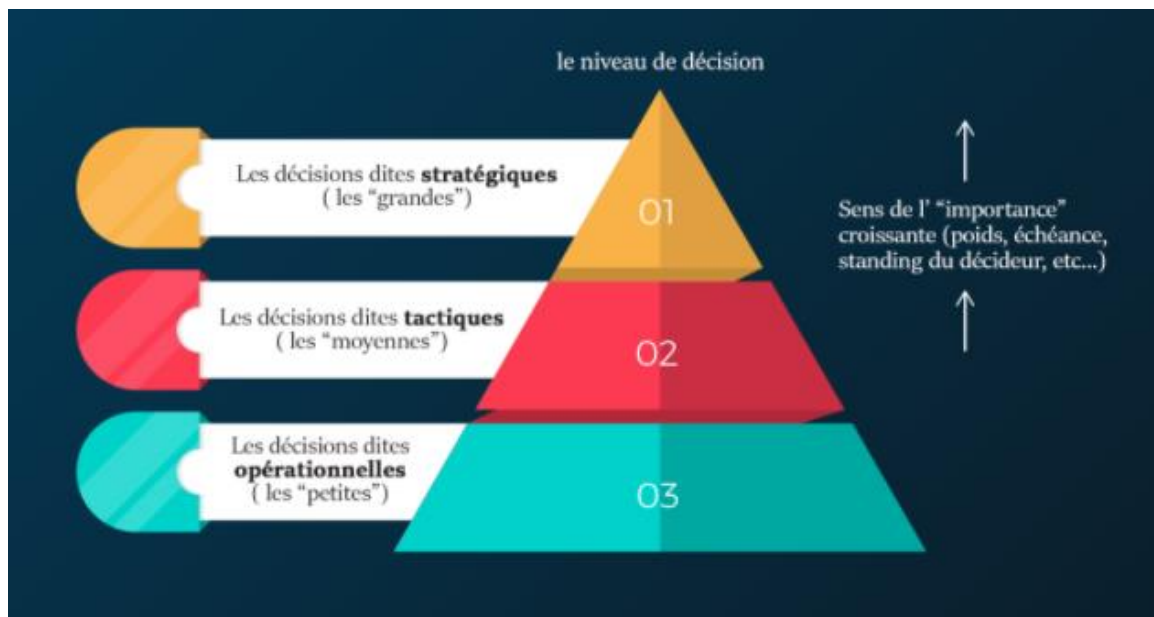 le niveau de décision
Les décisions dites stratégiques
( les “grandes”)
01
Sens de l’ “importance”
croissante (poids, échéance,
standing du décideur, etc...)
Les décisions dites tactiques
( les “moyennes”)
02
Les décisions dites
opérationnelles
( les “petites”)
03